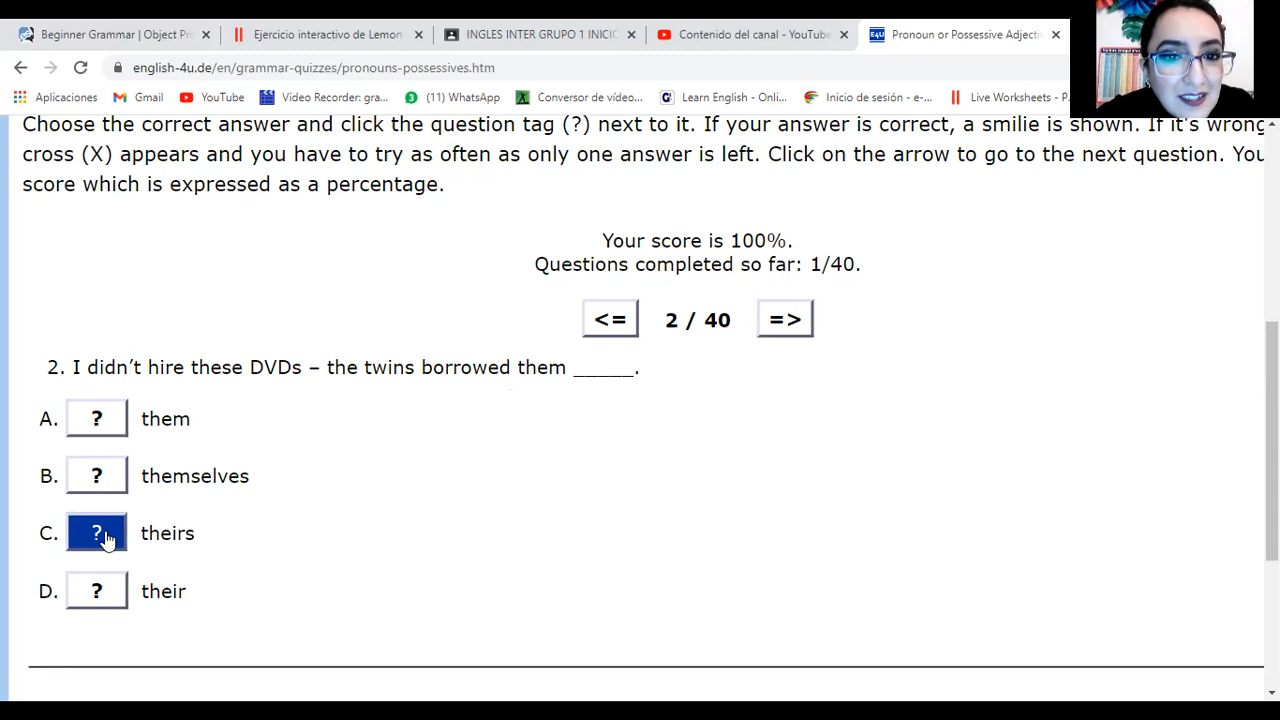 Beginner Grammar | Object Pr
Ejercicio interactivo de Lemon
INGLES INTER GRUPO 1 INICIC
Contenido del canal - YouTube
E4U Pronoun or Possessive Adjecti
english-4u.de/en/grammar-quizzes/pronouns-possessives.htm
Aplicaciones
Gmail
YouTube
Video Recorder: gra...
3 (11) WhatsApp
Conversor de vídeo...
Learn English - Onli...
Inicio de sesión - e-...
Live Worksheets - P.
Choose the correct answer and click the question tag (?) next to it. If your answer is correct, a smilie is shown. If it's wrong
cross (X) appears and you have to try as often as only one answer is left. Click on the arrow to go to the next question. You
score which is expressed as a percentage.
Your score is 100%.
Questions completed so far: 1/40.
<= 2 / 40 =>
2. I didn’t hire these DVDs – the twins borrowed them _____.
A. ? them
B. ? themselves
C. ? theirs
D. ? their